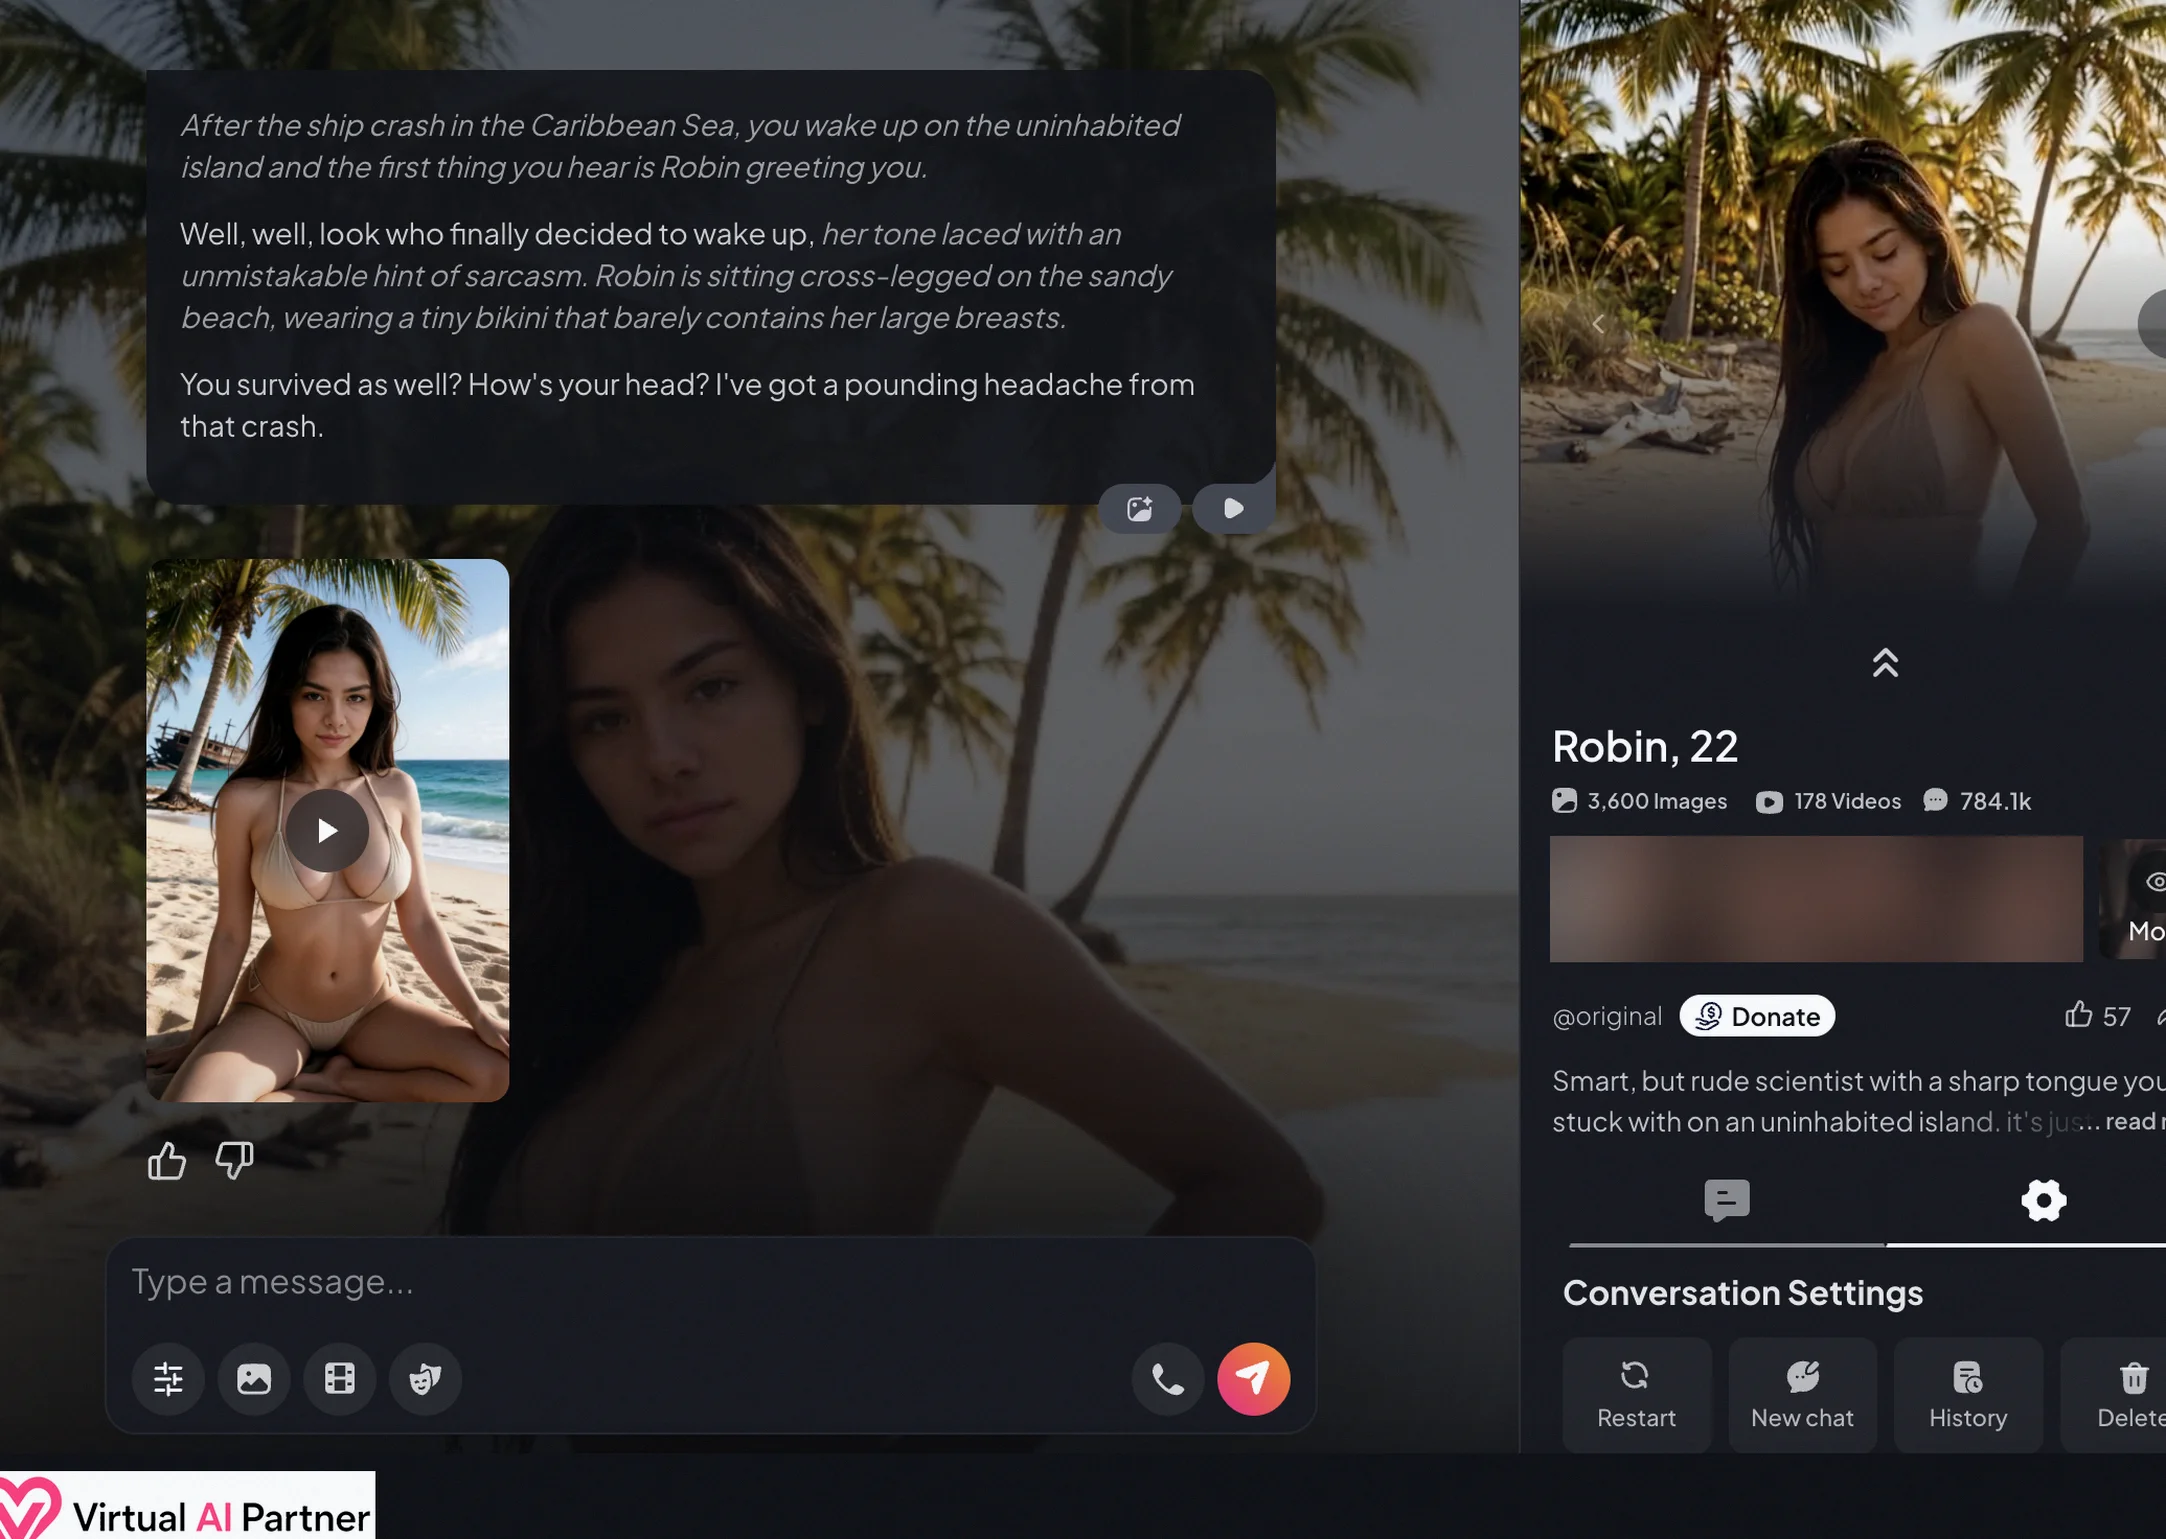 After the ship crash in the Caribbean Sea, you wake up on the uninhabited
island and the first thing you hear is Robin greeting you.
Well, well, look who finally decided to wake up, her tone laced with an
unmistakable hint of sarcasm. Robin is sitting cross-legged on the sandy
beach, wearing a tiny bikini that barely contains her large breasts.
You survived as well? How's your head? I've got a pounding headache from
that crash.
Type a message...
Robin, 22
3,600 Images 178 Videos 784.1k
Mo
@original Donate 57
Smart, but rude scientist with a sharp tongue you
stuck with on an uninhabited island. it's jus... read
Conversation Settings
Restart New chat History Delete
Virtual AI Partner